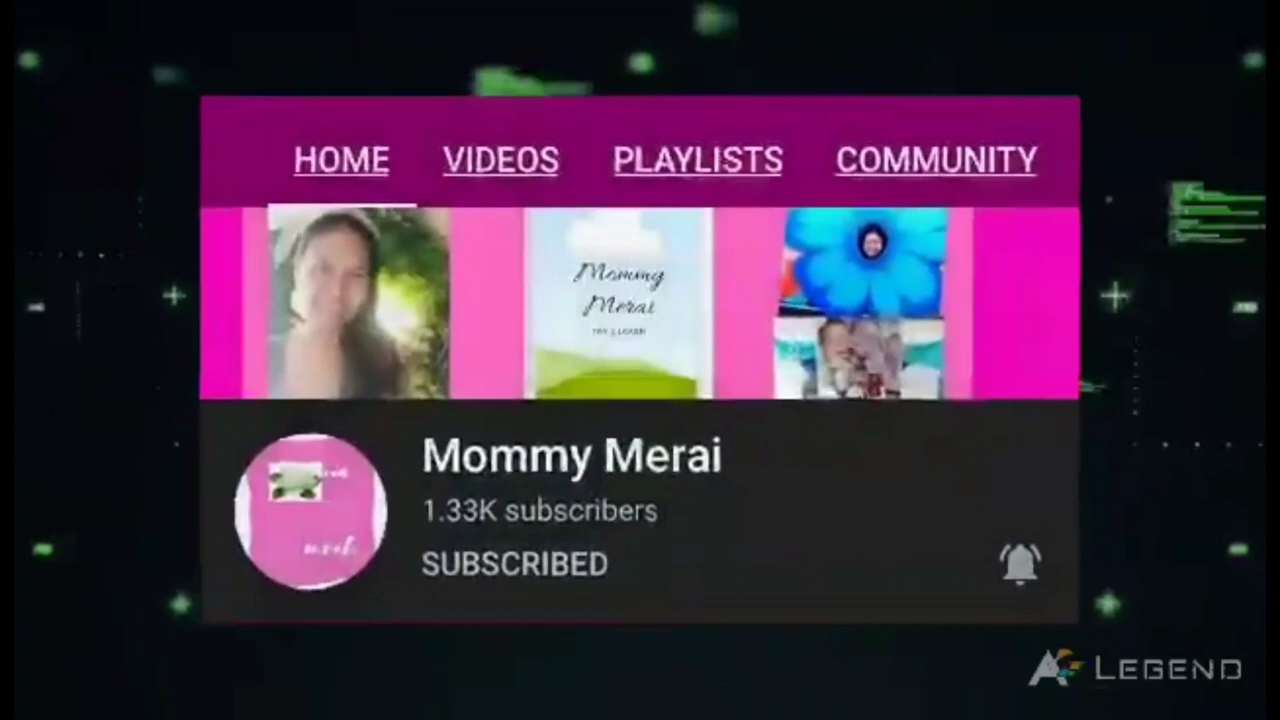 HOME VIDEOS PLAYLISTS COMMUNITY
Mommy
Merai
Mommy Merai
1.33K subscribers
SUBSCRIBED
LEGEND